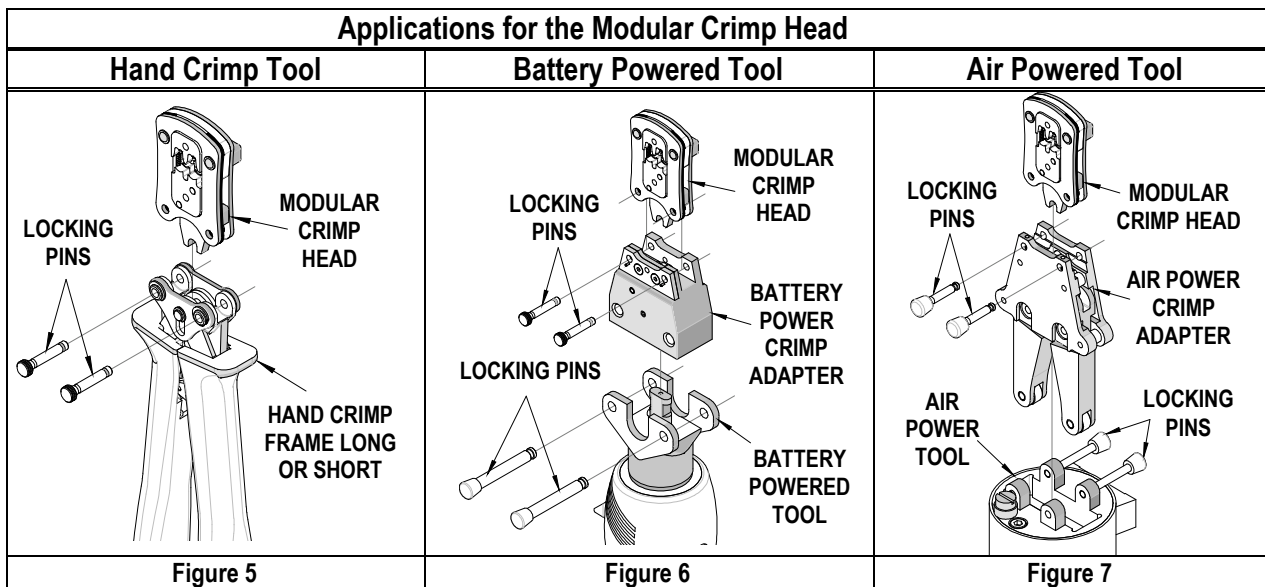 Applications for the Modular Crimp Head
Hand Crimp Tool
Battery Powered Tool
Air Powered Tool
LOCKING
PINS
MODULAR
CRIMP
HEAD
HAND CRIMP
FRAME LONG
OR SHORT
LOCKING
PINS
MODULAR
CRIMP
HEAD
BATTERY
POWER
CRIMP
ADAPTER
LOCKING PINS
BATTERY
POWERED
TOOL
LOCKING
PINS
MODULAR
CRIMP HEAD
AIR POWER
CRIMP
ADAPTER
AIR
POWER
TOOL
LOCKING
PINS
Figure 5
Figure 6
Figure 7